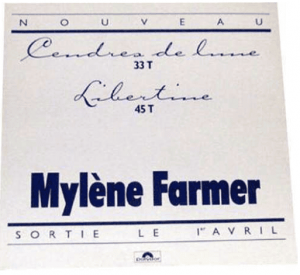 NOUVEAU
Cendres de lune
33 T
Libertine
45 T
Mylène Farmer
SORTIE LE 1er AVRIL